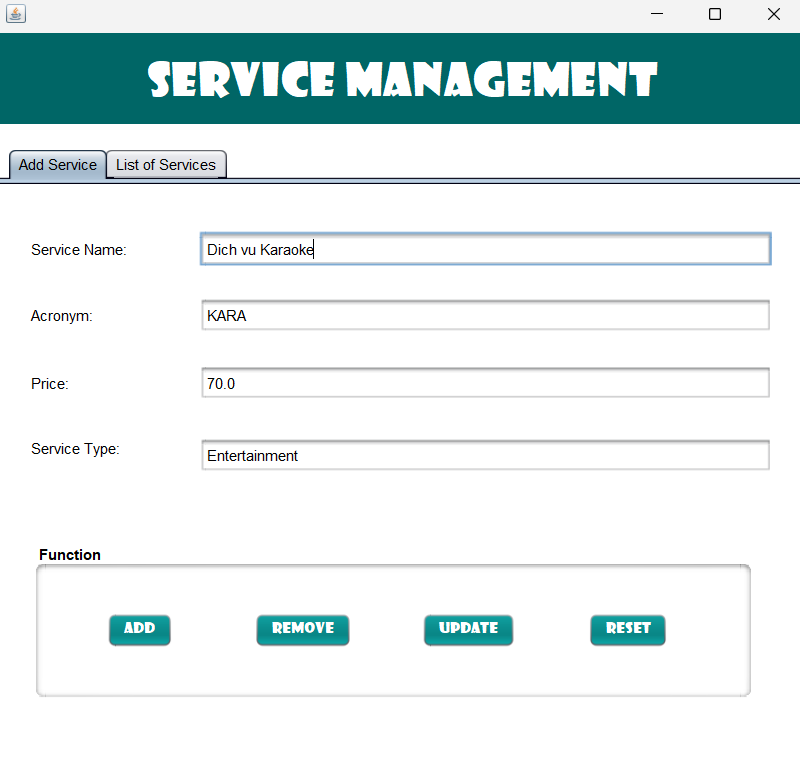 SERVICE MANAGEMENT
Add Service List of Services
Service Name: Dich vu Karaoke
Acronym: KARA
Price: 70.0
Service Type: Entertainment
Function
ADD REMOVE UPDATE RESET